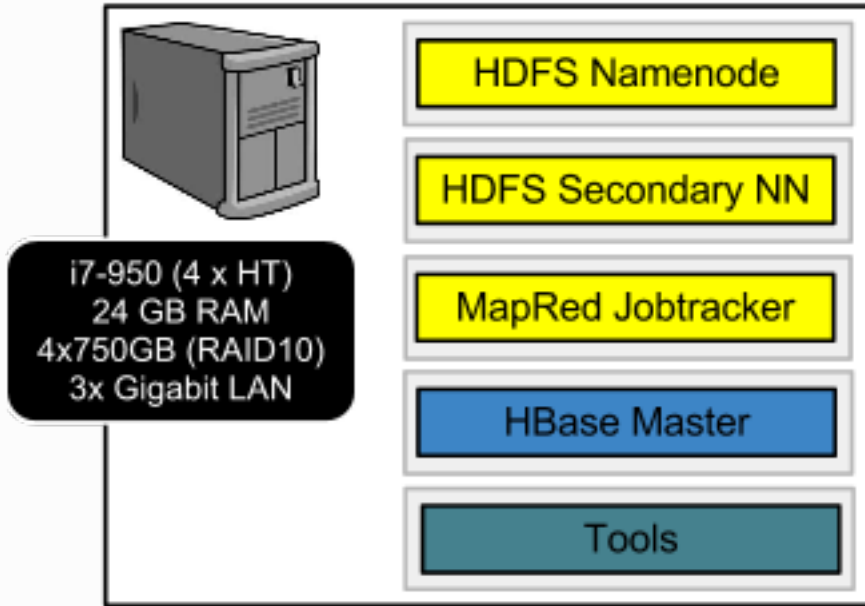 HDFS Namenode
HDFS Secondary NN
MapRed Jobtracker
HBase Master
Tools
i7-950 (4 x HT)
24 GB RAM
4x750GB (RAID10)
3x Gigabit LAN